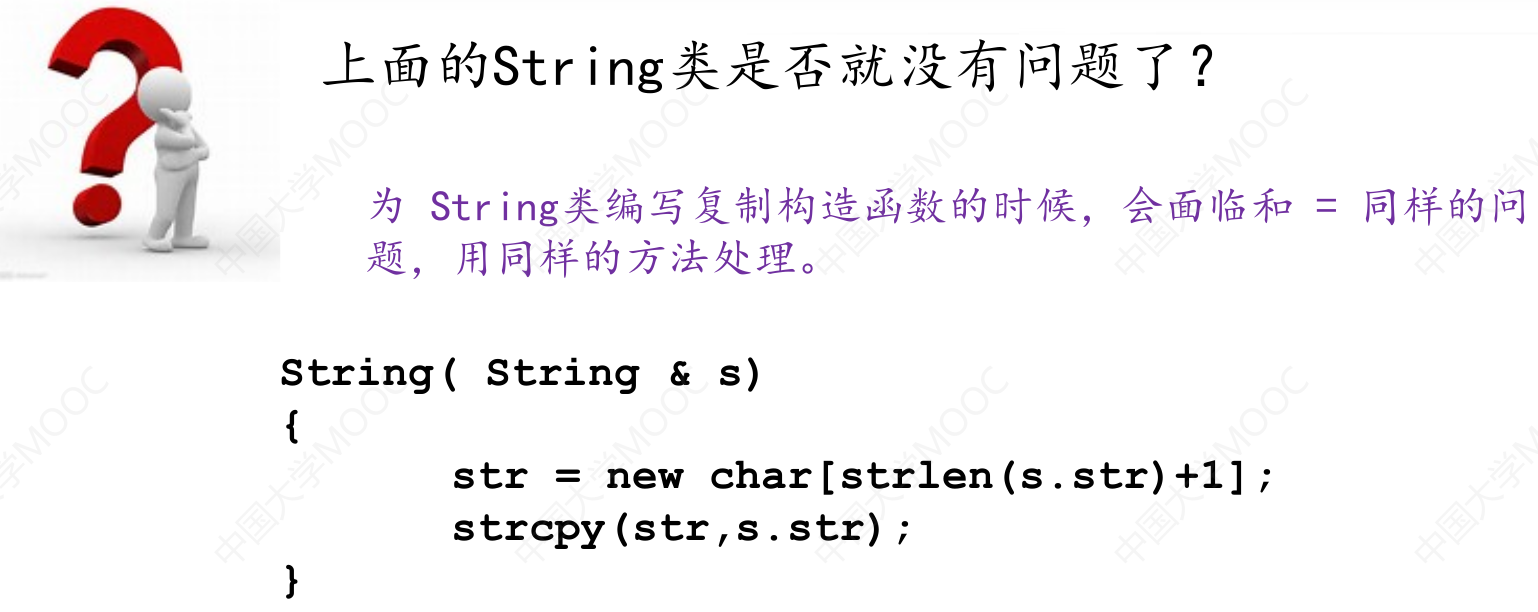 上面的String类是否就没有问题了？
为 String类编写复制构造函数的时候，会面临和 = 同样的问
题，用同样的方法处理。
String( String & s)
{
str = new char[strlen(s.str)+1];
strcpy(str,s.str);
}
中国大学MOOC